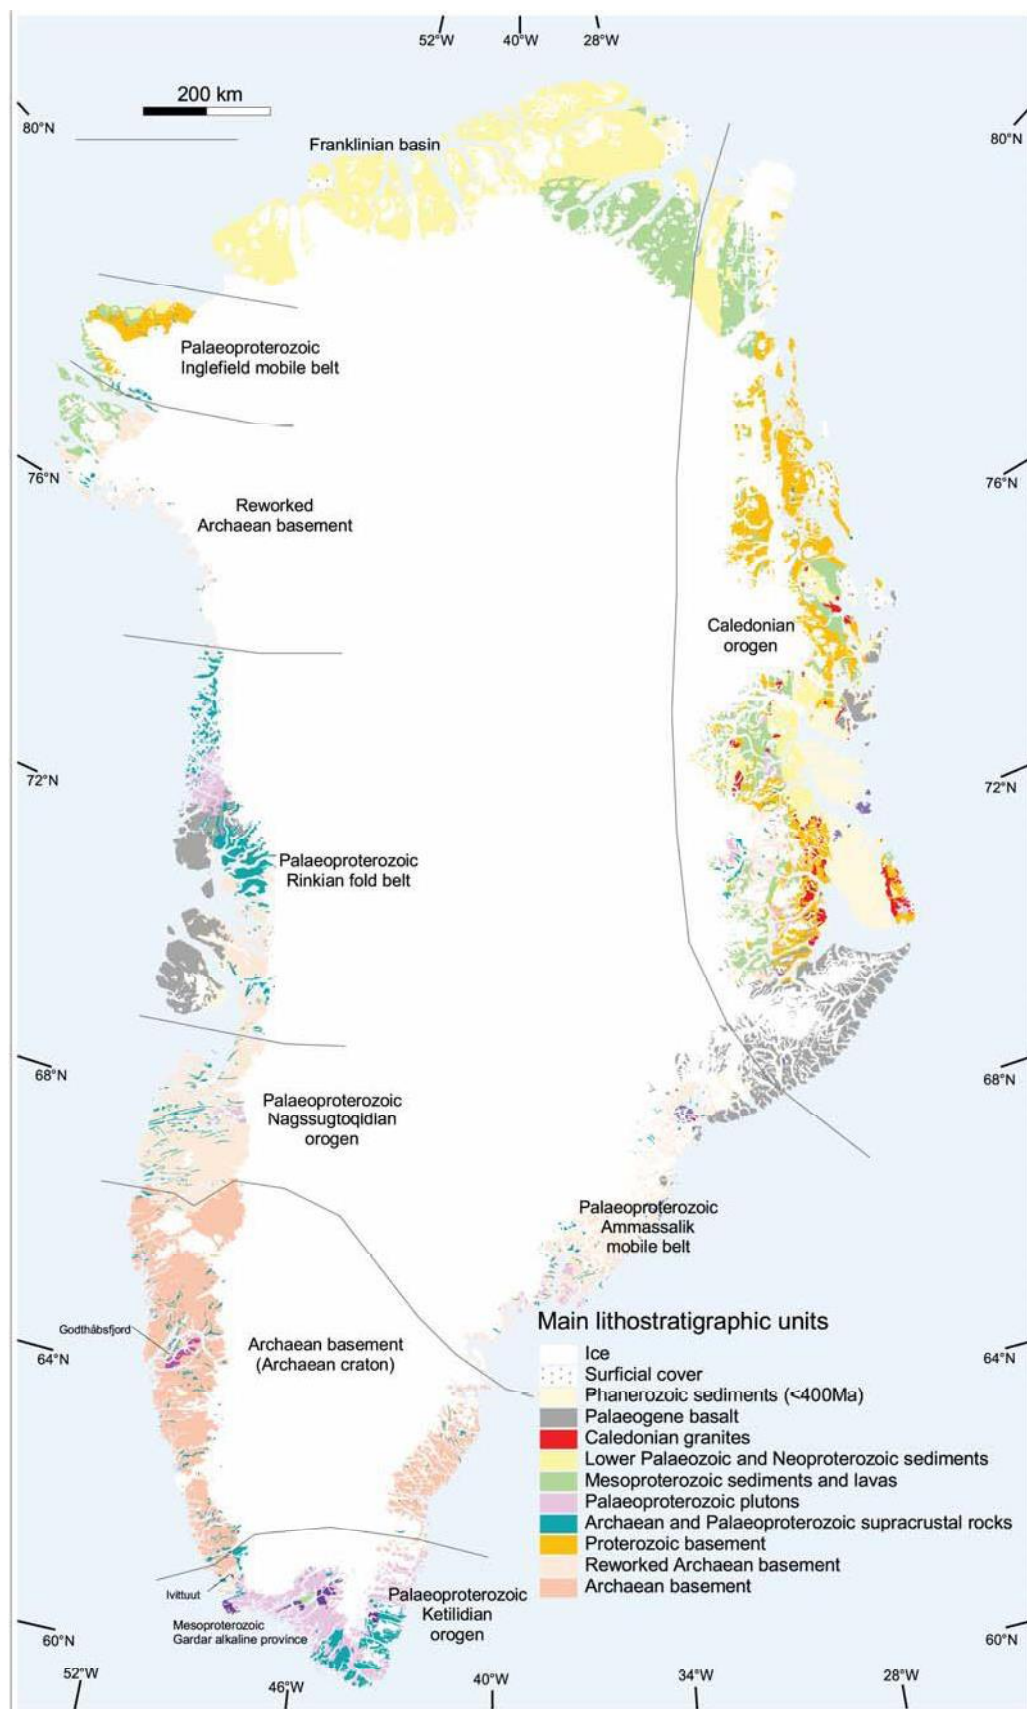 52°W 40°W 28°W
200 km
80°N
80°N
Franklinian basin
Palaeoproterozoic
Inglefield mobile belt
76°N
76°N
Reworked
Archaean basement
Caledonian
orogen
72°N
72°N
Palaeoproterozoic
Rinkian fold belt
68°N
68°N
Palaeoproterozoic
Nagssugtoqidian
orogen
Palaeoproterozoic
Ammassalik
mobile belt
Godthåbsfjord
64°N
64°N
Archaean basement
(Archaean craton)
Main lithostratigraphic units
Ice
Surficial cover
Phanerozoic sediments (<400Ma)
Palaeogene basalt
Caledonian granites
Lower Palaeozoic and Neoproterozoic sediments
Mesoproterozoic sediments and lavas
Palaeoproterozoic plutons
Archaean and Palaeoproterozoic supracrustal rocks
Proterozoic basement
Reworked Archaean basement
Archaean basement
Ivittuut
Mesoproterozoic
Gardar alkaline province
Palaeoproterozoic
Ketilidian
orogen
60°N
60°N
52°W
46°W
40°W
34°W
28°W